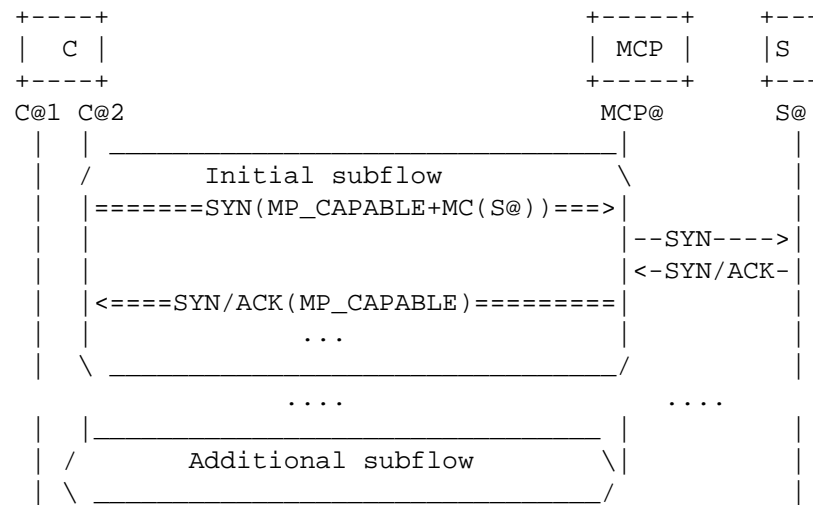 C MCP S
C@1 C@2 MCP@ S@
Initial subflow
=======SYN(MP_CAPABLE+MC(S@))===>
--SYN---->
<-SYN/ACK-
<====SYN/ACK(MP_CAPABLE)=========
...
.... ....
Additional subflow